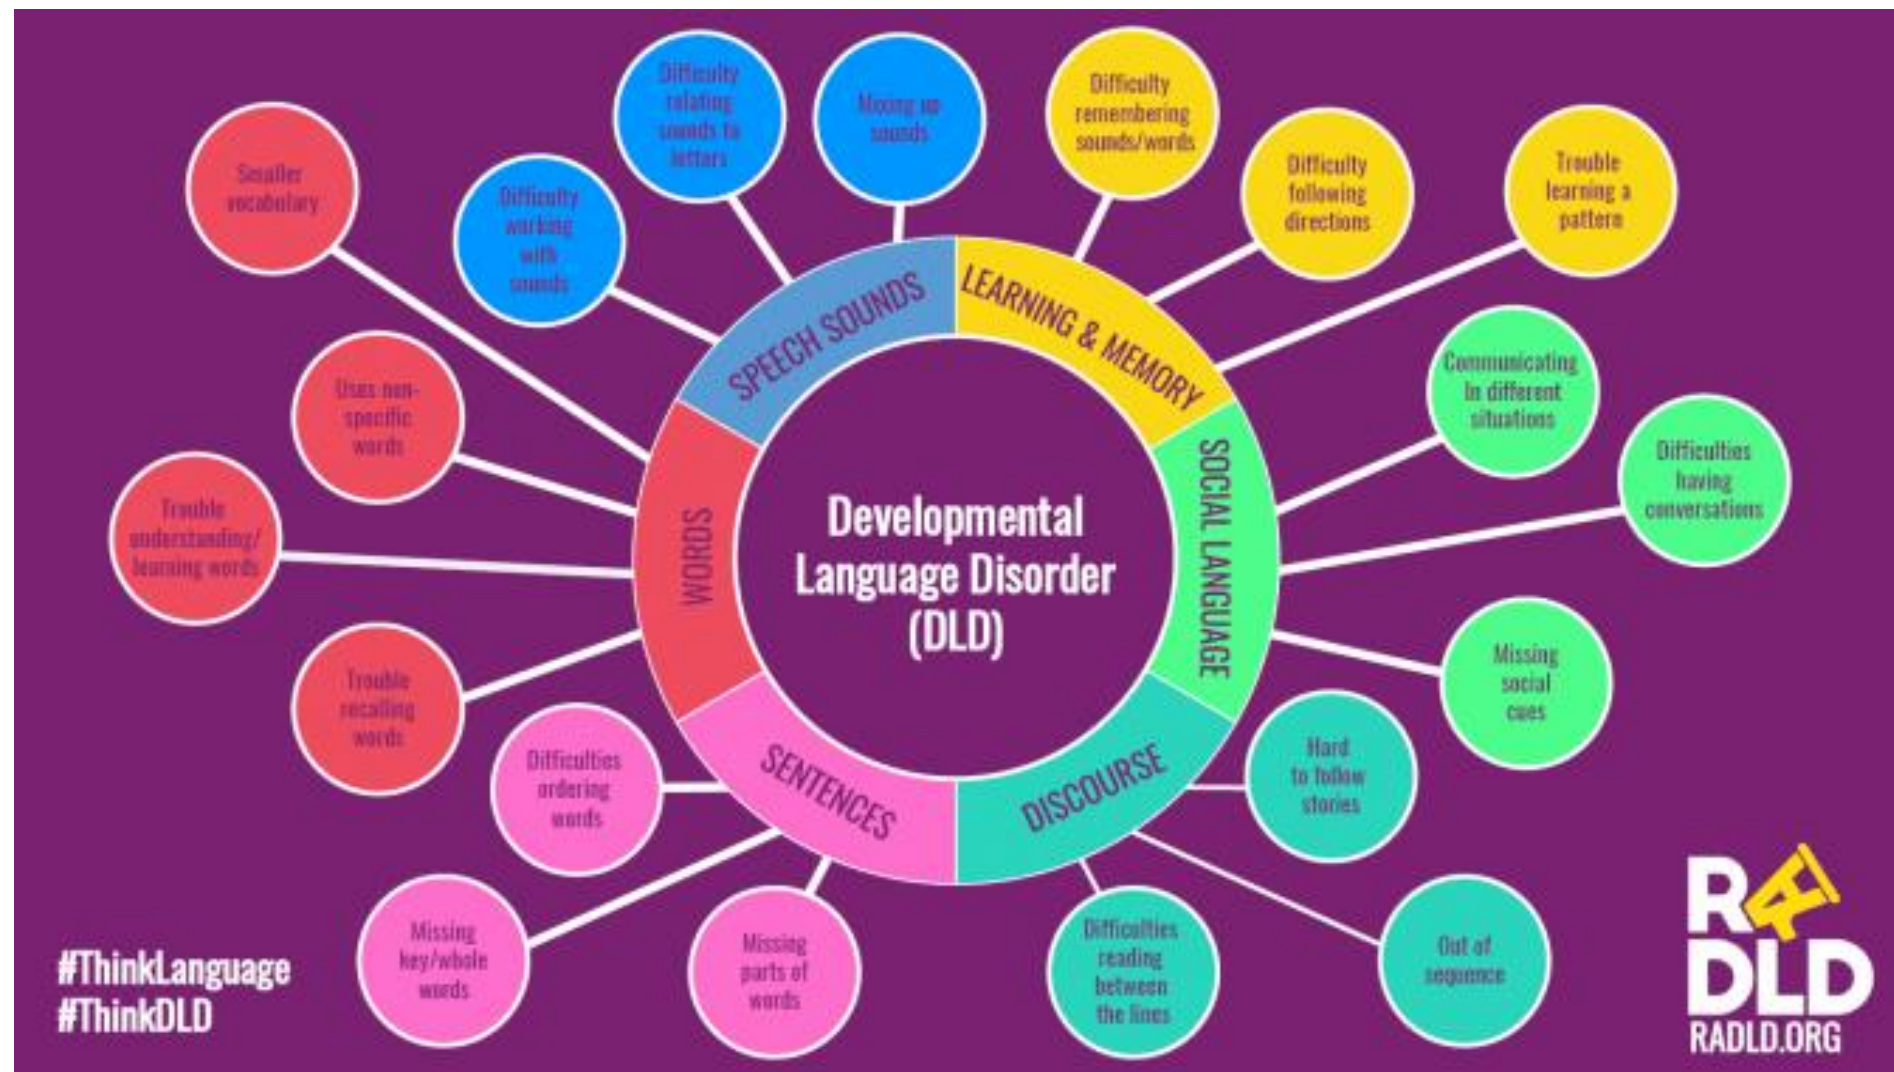 Difficulty
relating
sounds to
letters
Mixing up
sounds
Difficulty
remembering
sounds/words
Difficulty
following
directions
Trouble
learning a
pattern
Smaller
vocabulary
Difficulty
working
with
sounds
SPEECH SOUNDS
LEARNING & MEMORY
Communicating
In different
situations
Uses non-
specific
words
Difficulties
having
conversations
Trouble
understanding/
learning words
WORDS
Developmental
Language Disorder
(DLD)
SOCIAL LANGUAGE
Trouble
recalling
words
Missing
social
cues
Difficulties
ordering
words
SENTENCES
DISCOURSE
Hard
to follow
stories
Missing
key/whole
words
Missing
parts of
words
Difficulties
reading
between
the lines
Out of
sequence
#ThinkLanguage
#ThinkDLD
RADLD
RADLD.ORG